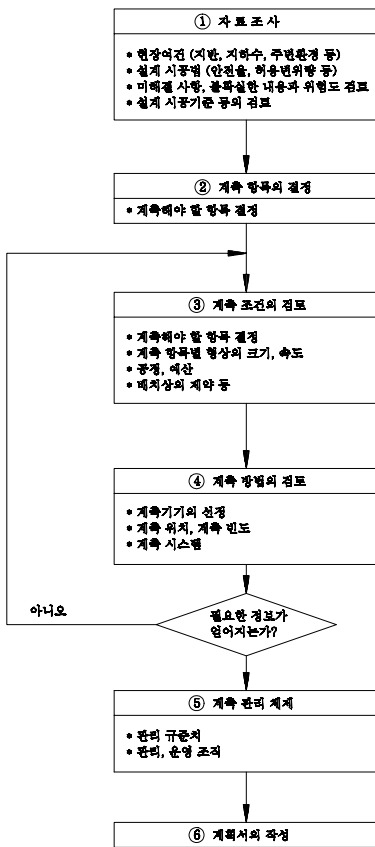 ① 자료조사
* 현장여건 (지반, 지하수, 주변환경 등)
* 설계 시공법 (안전율, 허용변위량 등)
* 미해결 사항, 불확실한 내용과 위험도 검토
* 설계 시공기준 등의 검토
② 계측 항목의 결정
* 계측해야 할 항목 결정
③ 계측 조건의 검토
* 계측해야 할 항목 결정
* 계측 항목별 형상의 크기, 속도
* 공정, 예산
* 배치상의 제약 등
④ 계측 방법의 검토
* 계측기기의 선정
* 계측 위치, 계측 빈도
* 계측 시스템
아니오
필요한 정보가
얻어지는가?
⑤ 계측 관리 체제
* 관리 규준치
* 관리, 운영 조직
⑥ 계획서의 작성